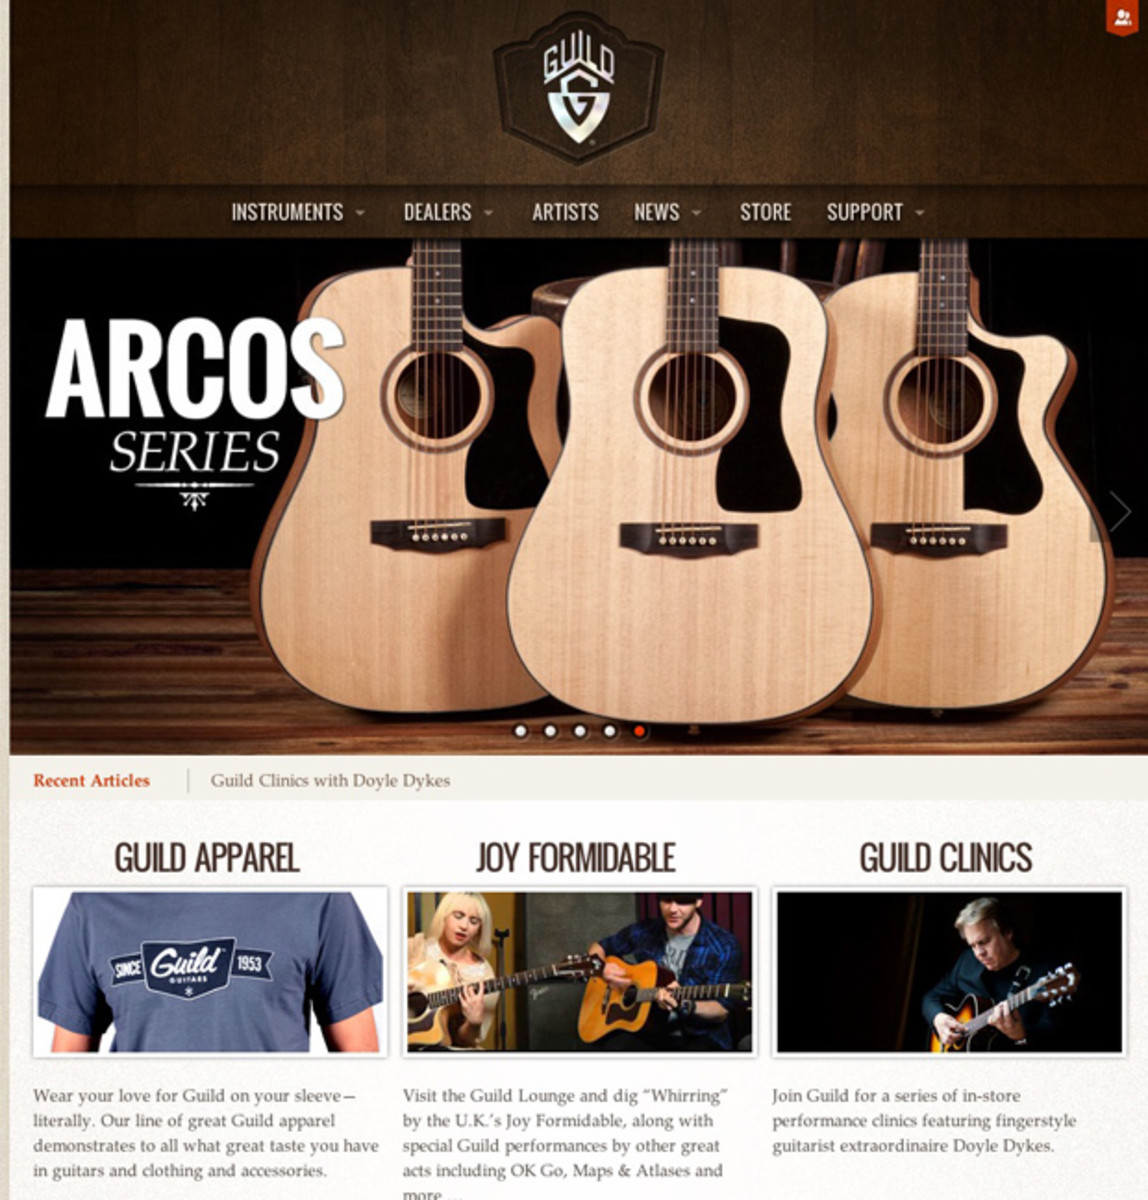 GUILD
G
INSTRUMENTS DEALERS ARTISTS NEWS STORE SUPPORT
ARCOS
SERIES
Recent Articles Guild Clinics with Doyle Dykes
GUILD APPAREL
SINCE Guild 1953
GUITARS
Wear your love for Guild on your sleeve—
literally. Our line of great Guild apparel
demonstrates to all what great taste you have
in guitars and clothing and accessories.
JOY FORMIDABLE
Visit the Guild Lounge and dig “Whirring”
by the U.K.’s Joy Formidable, along with
special Guild performances by other great
acts including OK Go, Maps & Atlases and
more ...
GUILD CLINICS
Join Guild for a series of in-store
performance clinics featuring fingerstyle
guitarist extraordinaire Doyle Dykes.